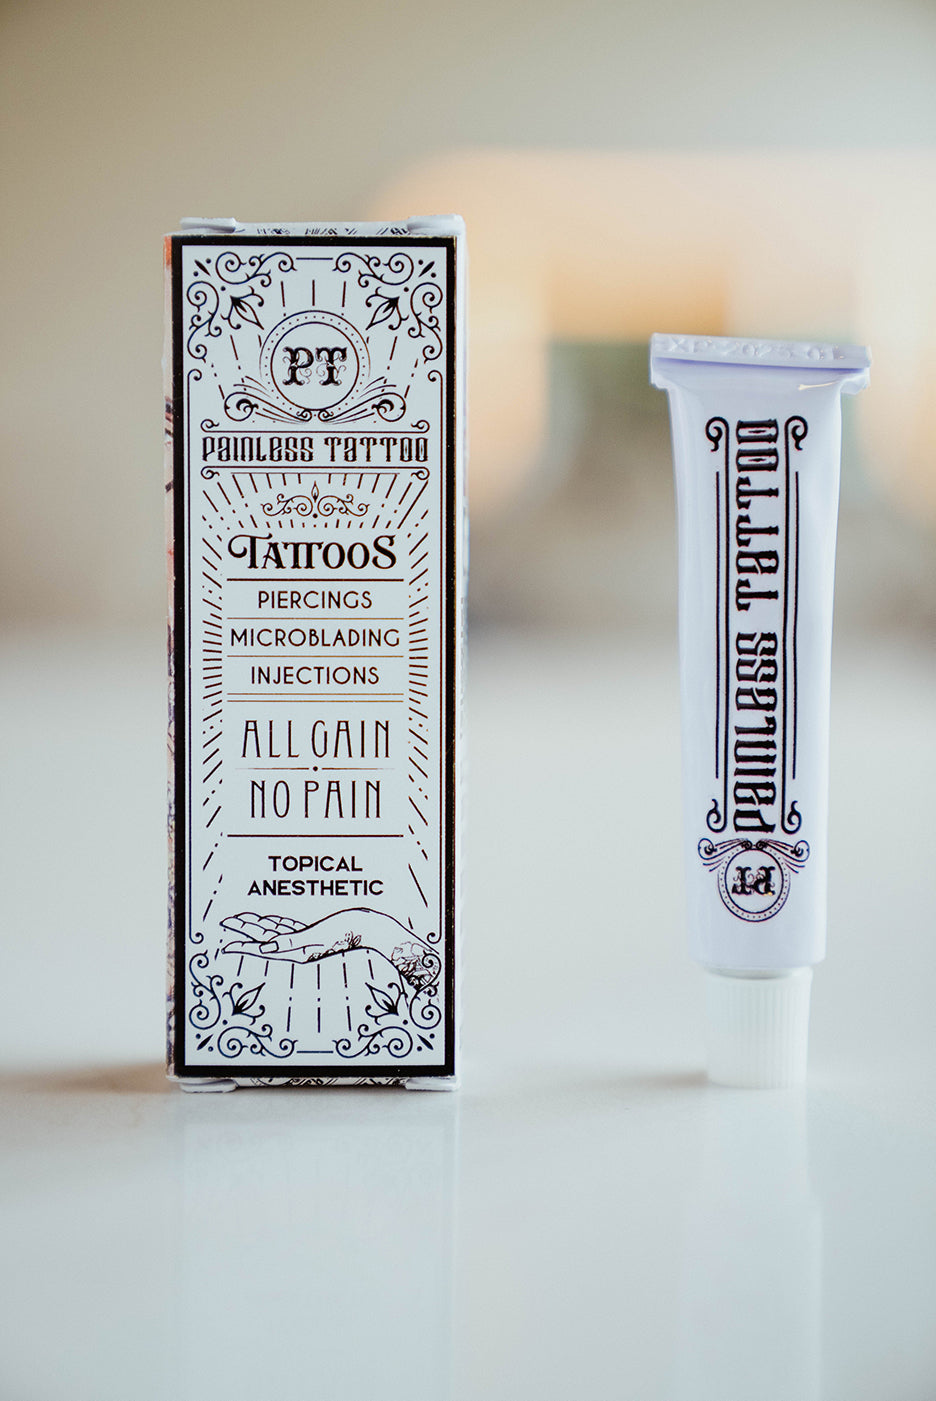 PT
PAINLESS TATTOO
TATTOOS
PIERCINGS
MICROBLADING
INJECTIONS
ALL GAIN
NO PAIN
TOPICAL
ANESTHETIC
PAINLESS TATTOO
PT